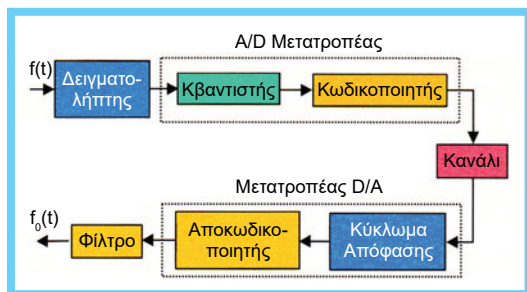 A/D Μετατροπέας
f(t)
Δειγματο-
λήπτης
Κβαντιστής
Κωδικοποιητής
Κανάλι
Μετατροπέας D/A
f₀(t)
Φίλτρο
Αποκωδικο-
ποιητής
Κύκλωμα
Απόφασης